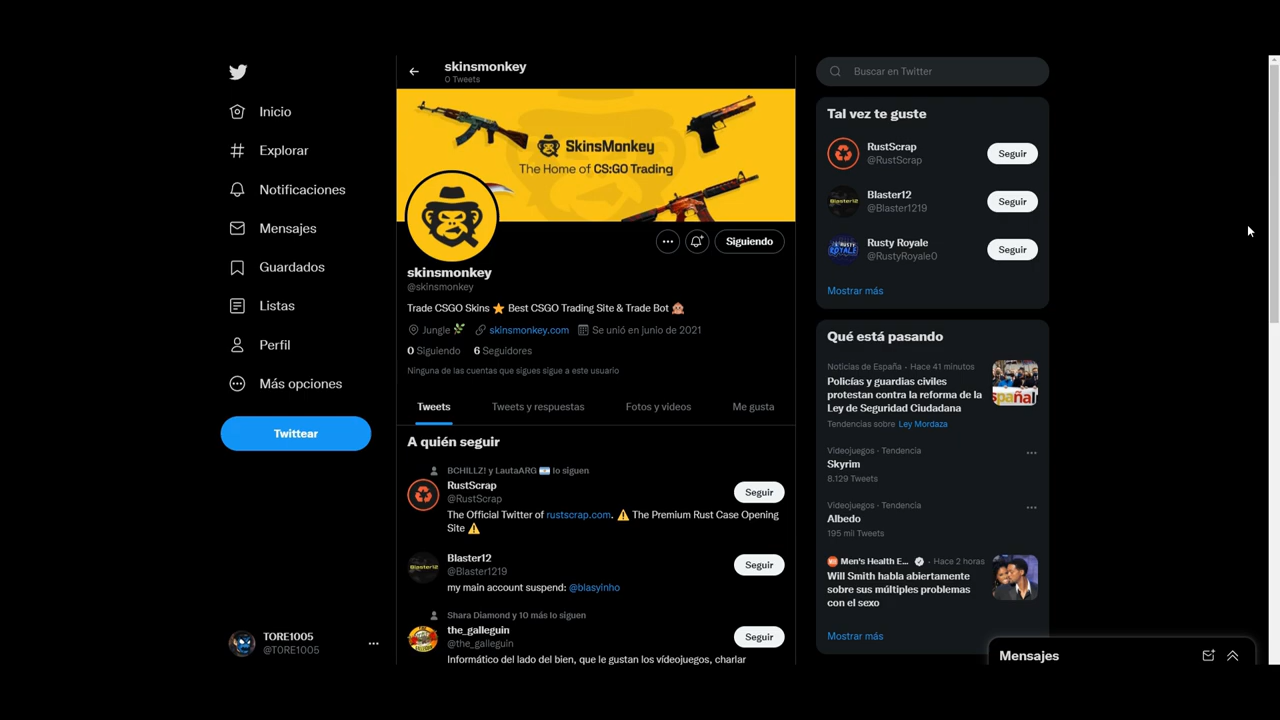 Inicio
Explorar
Notificaciones
Mensajes
Guardados
Listas
Perfil
Más opciones
Twittear
TORE1005
@TORE1005
skinsmonkey
0 Tweets
SkinsMonkey
The Home of CS:GO Trading
Siguiendo
skinsmonkey
@skinsmonkey
Trade CSGO Skins ⭐ Best CSGO Trading Site & Trade Bot 🙊
Jungle 🌿 skinsmonkey.com Se unió en junio de 2021
0 Siguiendo 6 Seguidores
Ninguna de las cuentas que sigues sigue a este usuario
Tweets Tweets y respuestas Fotos y vídeos Me gusta
A quién seguir
BCHILLZ! y LautaARG 🇦🇷 lo siguen
RustScrap
@RustScrap
Seguir
The Official Twitter of rustscrap.com. ⚠️ The Premium Rust Case Opening
Site ⚠️
Blaster12
@Blaster1219
Seguir
my main account suspend: @blasyinho
Shara Diamond y 10 más lo siguen
the_galleguin
@the_galleguin
Seguir
Informático del lado del bien, que le gustan los vídeojuegos, charlar
Buscar en Twitter
Tal vez te guste
RustScrap
@RustScrap
Seguir
Blaster12
@Blaster1219
Seguir
Rusty Royale
@RustyRoyale0
Seguir
Mostrar más
Qué está pasando
Noticias de España · Hace 41 minutos
Policías y guardias civiles
protestan contra la reforma de la
Ley de Seguridad Ciudadana
Tendencias sobre Ley Mordaza
Videojuegos · Tendencia
Skyrim
8.129 Tweets
Videojuegos · Tendencia
Albedo
195 mil Tweets
Men's Health E... · Hace 2 horas
Will Smith habla abiertamente
sobre sus múltiples problemas
con el sexo
Mostrar más
Mensajes